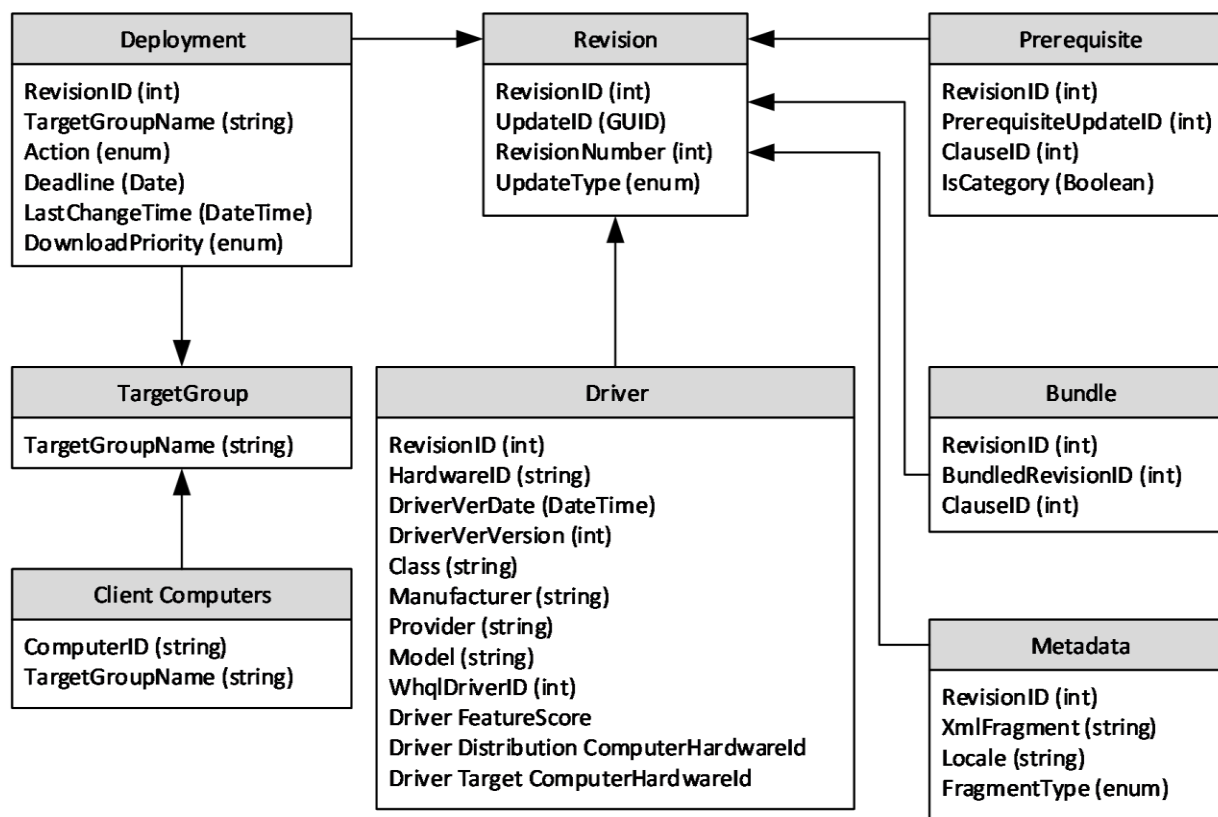 Deployment
RevisionID (int)
TargetGroupName (string)
Action (enum)
Deadline (Date)
LastChangeTime (DateTime)
DownloadPriority (enum)
Revision
RevisionID (int)
UpdateID (GUID)
RevisionNumber (int)
UpdateType (enum)
Prerequisite
RevisionID (int)
PrerequisiteUpdateID (int)
ClauseID (int)
IsCategory (Boolean)
TargetGroup
TargetGroupName (string)
Driver
RevisionID (int)
HardwareID (string)
DriverVerDate (DateTime)
DriverVerVersion (int)
Class (string)
Manufacturer (string)
Provider (string)
Model (string)
WhqlDriverID (int)
Driver FeatureScore
Driver Distribution ComputerHardwareId
Driver Target ComputerHardwareId
Bundle
RevisionID (int)
BundledRevisionID (int)
ClauseID (int)
Client Computers
ComputerID (string)
TargetGroupName (string)
Metadata
RevisionID (int)
XmlFragment (string)
Locale (string)
FragmentType (enum)